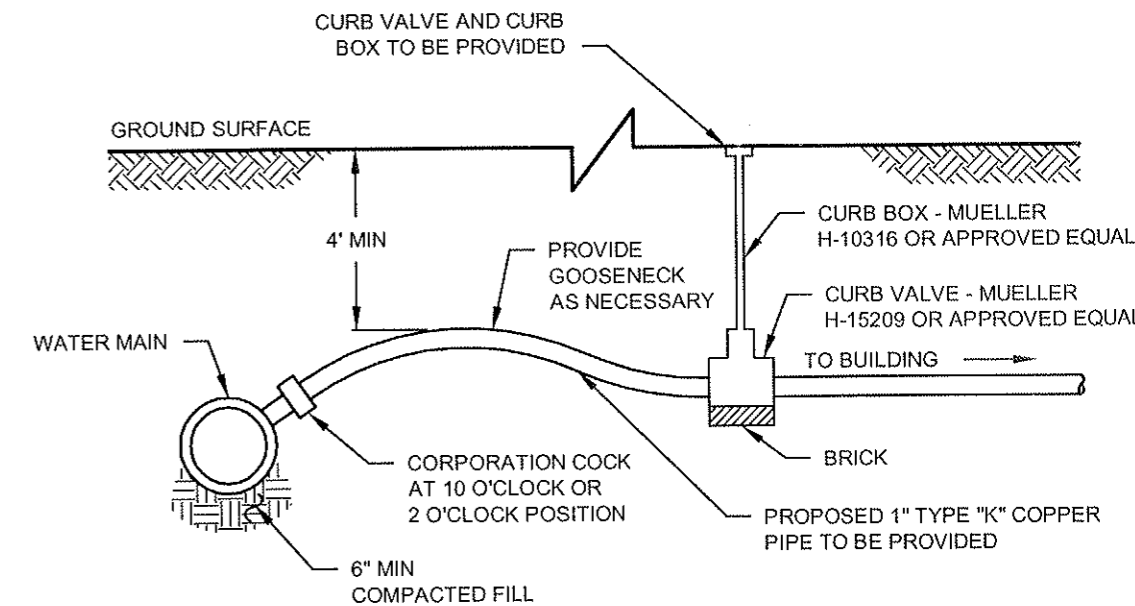 CURB VALVE AND CURB
BOX TO BE PROVIDED
GROUND SURFACE
4' MIN
PROVIDE
GOOSENECK
AS NECESSARY
CURB BOX - MUELLER
H-10316 OR APPROVED EQUAL
CURB VALVE - MUELLER
H-15209 OR APPROVED EQUAL
WATER MAIN
TO BUILDING
BRICK
CORPORATION COCK
AT 10 O'CLOCK OR
2 O'CLOCK POSITION
PROPOSED 1" TYPE "K" COPPER
PIPE TO BE PROVIDED
6" MIN
COMPACTED FILL